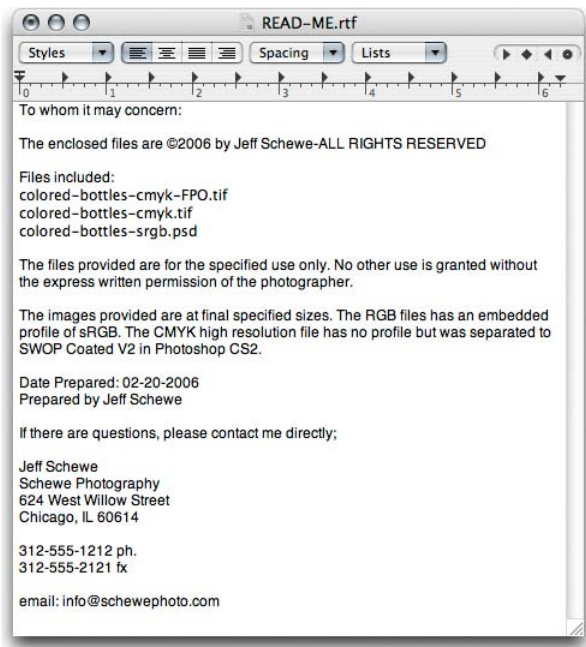 READ-ME.rtf
Styles Spacing Lists
0 1 2 3 4 5 6
To whom it may concern:
The enclosed files are ©2006 by Jeff Schewe-ALL RIGHTS RESERVED
Files included:
colored-bottles-cmyk-FPO.tif
colored-bottles-cmyk.tif
colored-bottles-srgb.psd
The files provided are for the specified use only. No other use is granted without
the express written permission of the photographer.
The images provided are at final specified sizes. The RGB files has an embedded
profile of sRGB. The CMYK high resolution file has no profile but was separated to
SWOP Coated V2 in Photoshop CS2.
Date Prepared: 02-20-2006
Prepared by Jeff Schewe
If there are questions, please contact me directly;
Jeff Schewe
Schewe Photography
624 West Willow Street
Chicago, IL 60614
312-555-1212 ph.
312-555-2121 fx
email: info@schewephoto.com